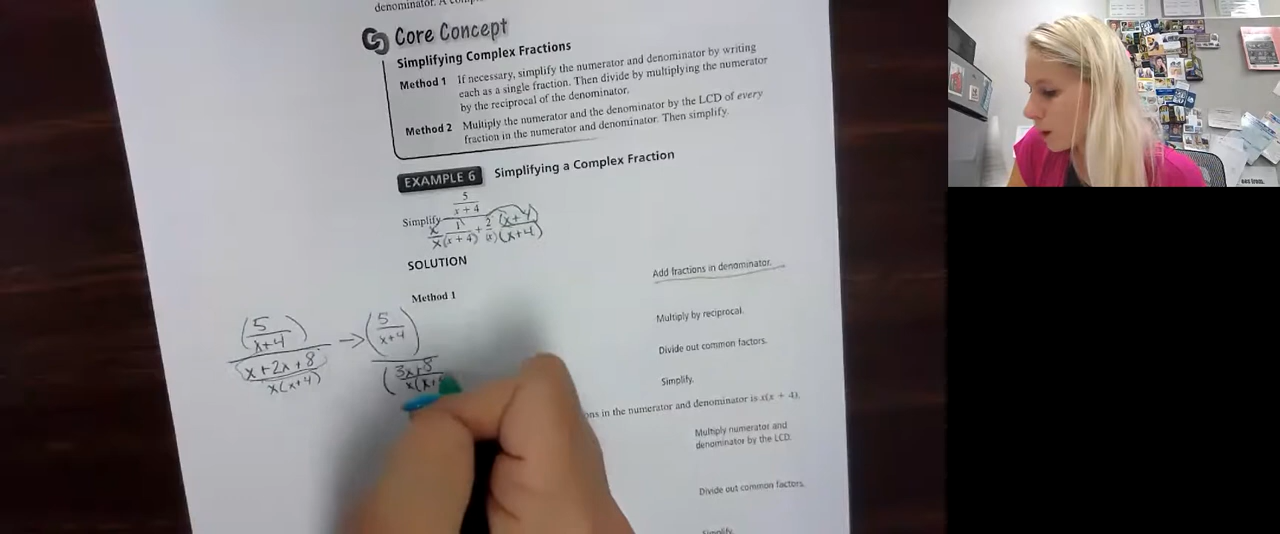 denominator. A
Core Concept
Simplifying Complex Fractions
Method 1 If necessary, simplify the numerator and denominator by writing
each as a single fraction. Then divide by multiplying the numerator
by the reciprocal of the denominator.
Method 2 Multiply the numerator and the denominator by the LCD of every
fraction in the numerator and denominator. Then simplify.
EXAMPLE 6 Simplifying a Complex Fraction
5
x + 4
Simplify
x 1 + 2 (x+4)
x(x + 4) (x)(x+4)
SOLUTION
Add fractions in denominator.
Method 1
Multiply by reciprocal.
(5 / x+4) → (5 / x+4)
Divide out common factors.
x+2x+8 (3x+8
x(x+4) x(x+
Simplify.
ons in the numerator and denominator is x(x + 4).
Multiply numerator and
denominator by the LCD.
Divide out common factors.
Simplify.